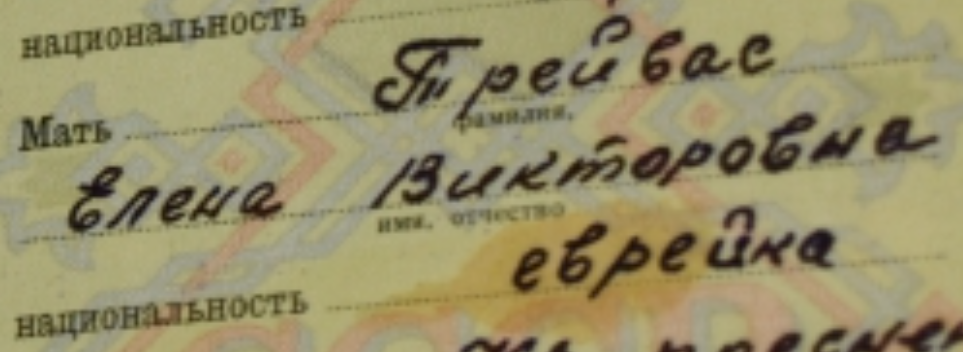 национальность
Трейвас
Мать
фамилия,
Елена Викторовна
имя, отчество
еврейка
национальность